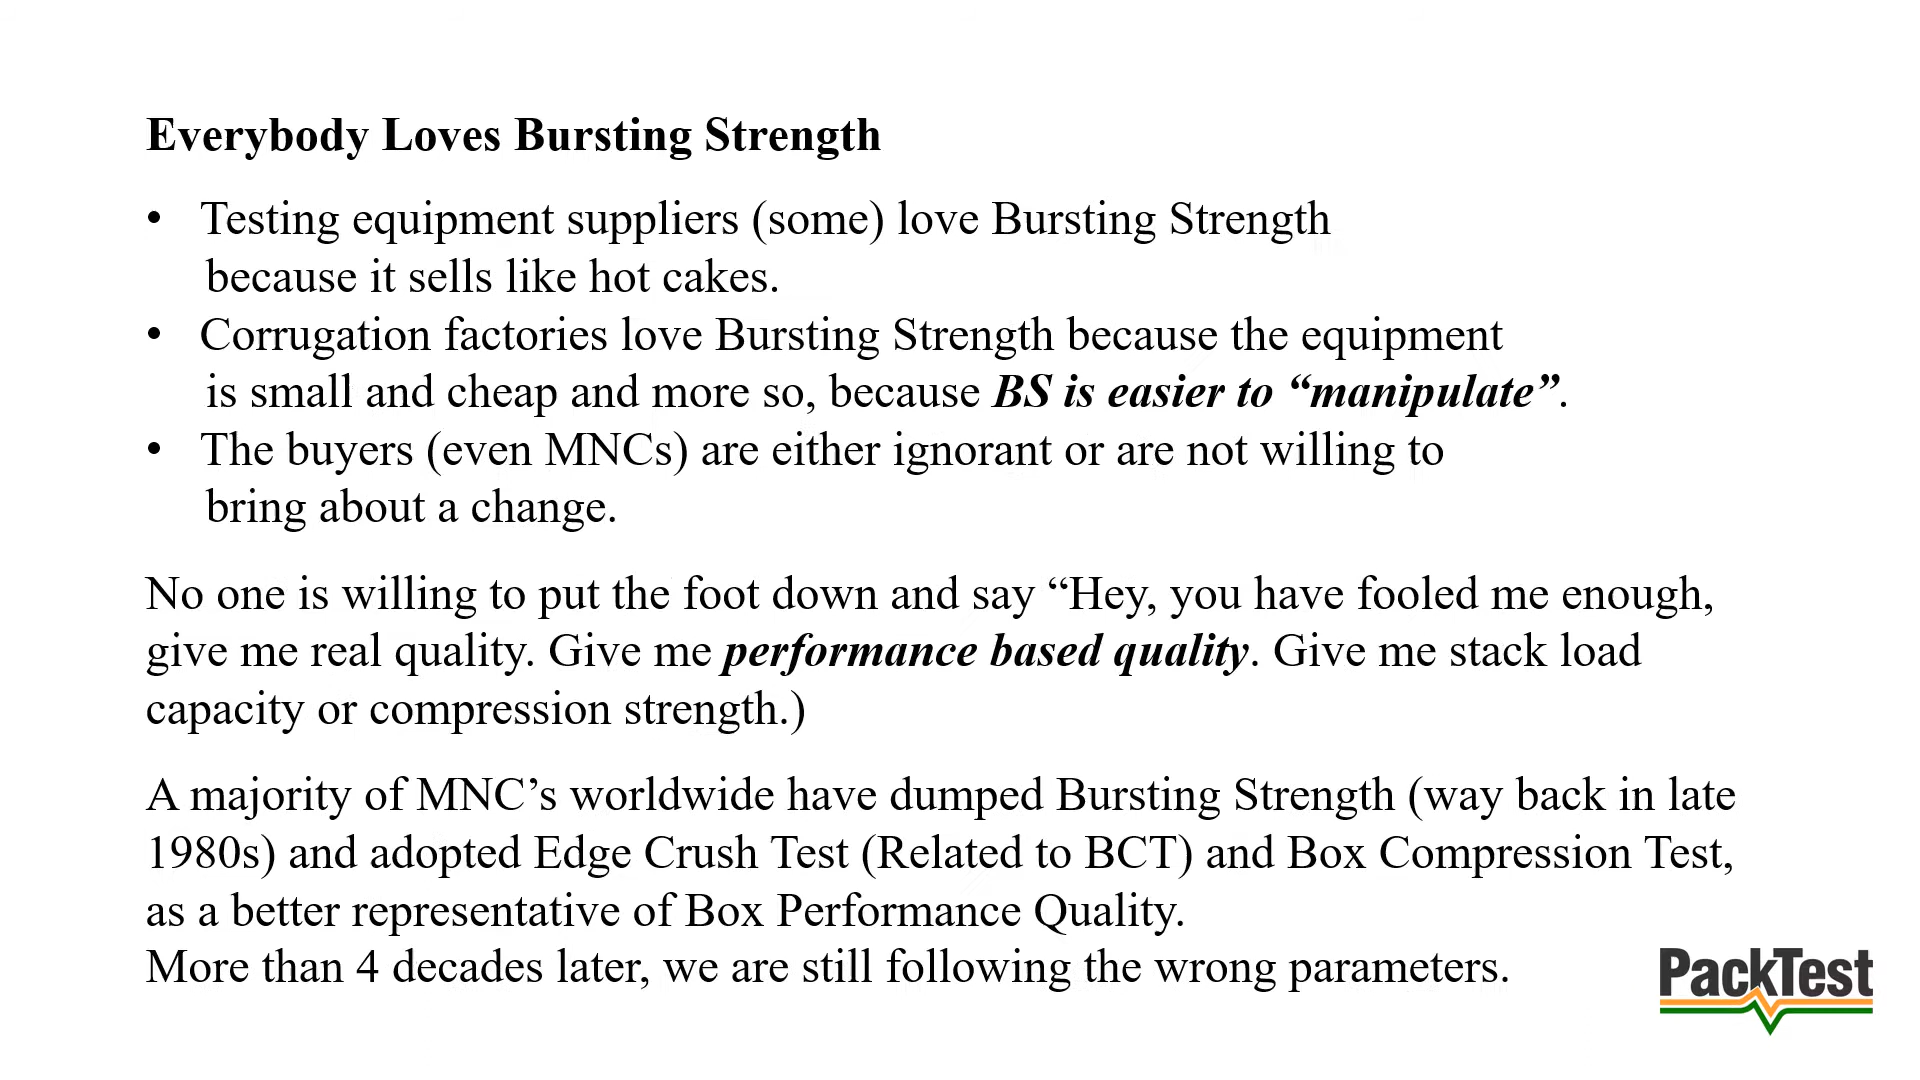 Everybody Loves Bursting Strength
• Testing equipment suppliers (some) love Bursting Strength
because it sells like hot cakes.
• Corrugation factories love Bursting Strength because the equipment
is small and cheap and more so, because BS is easier to “manipulate”.
• The buyers (even MNCs) are either ignorant or are not willing to
bring about a change.
No one is willing to put the foot down and say “Hey, you have fooled me enough,
give me real quality. Give me performance based quality. Give me stack load
capacity or compression strength.)
A majority of MNC’s worldwide have dumped Bursting Strength (way back in late
1980s) and adopted Edge Crush Test (Related to BCT) and Box Compression Test,
as a better representative of Box Performance Quality.
More than 4 decades later, we are still following the wrong parameters.
PackTest